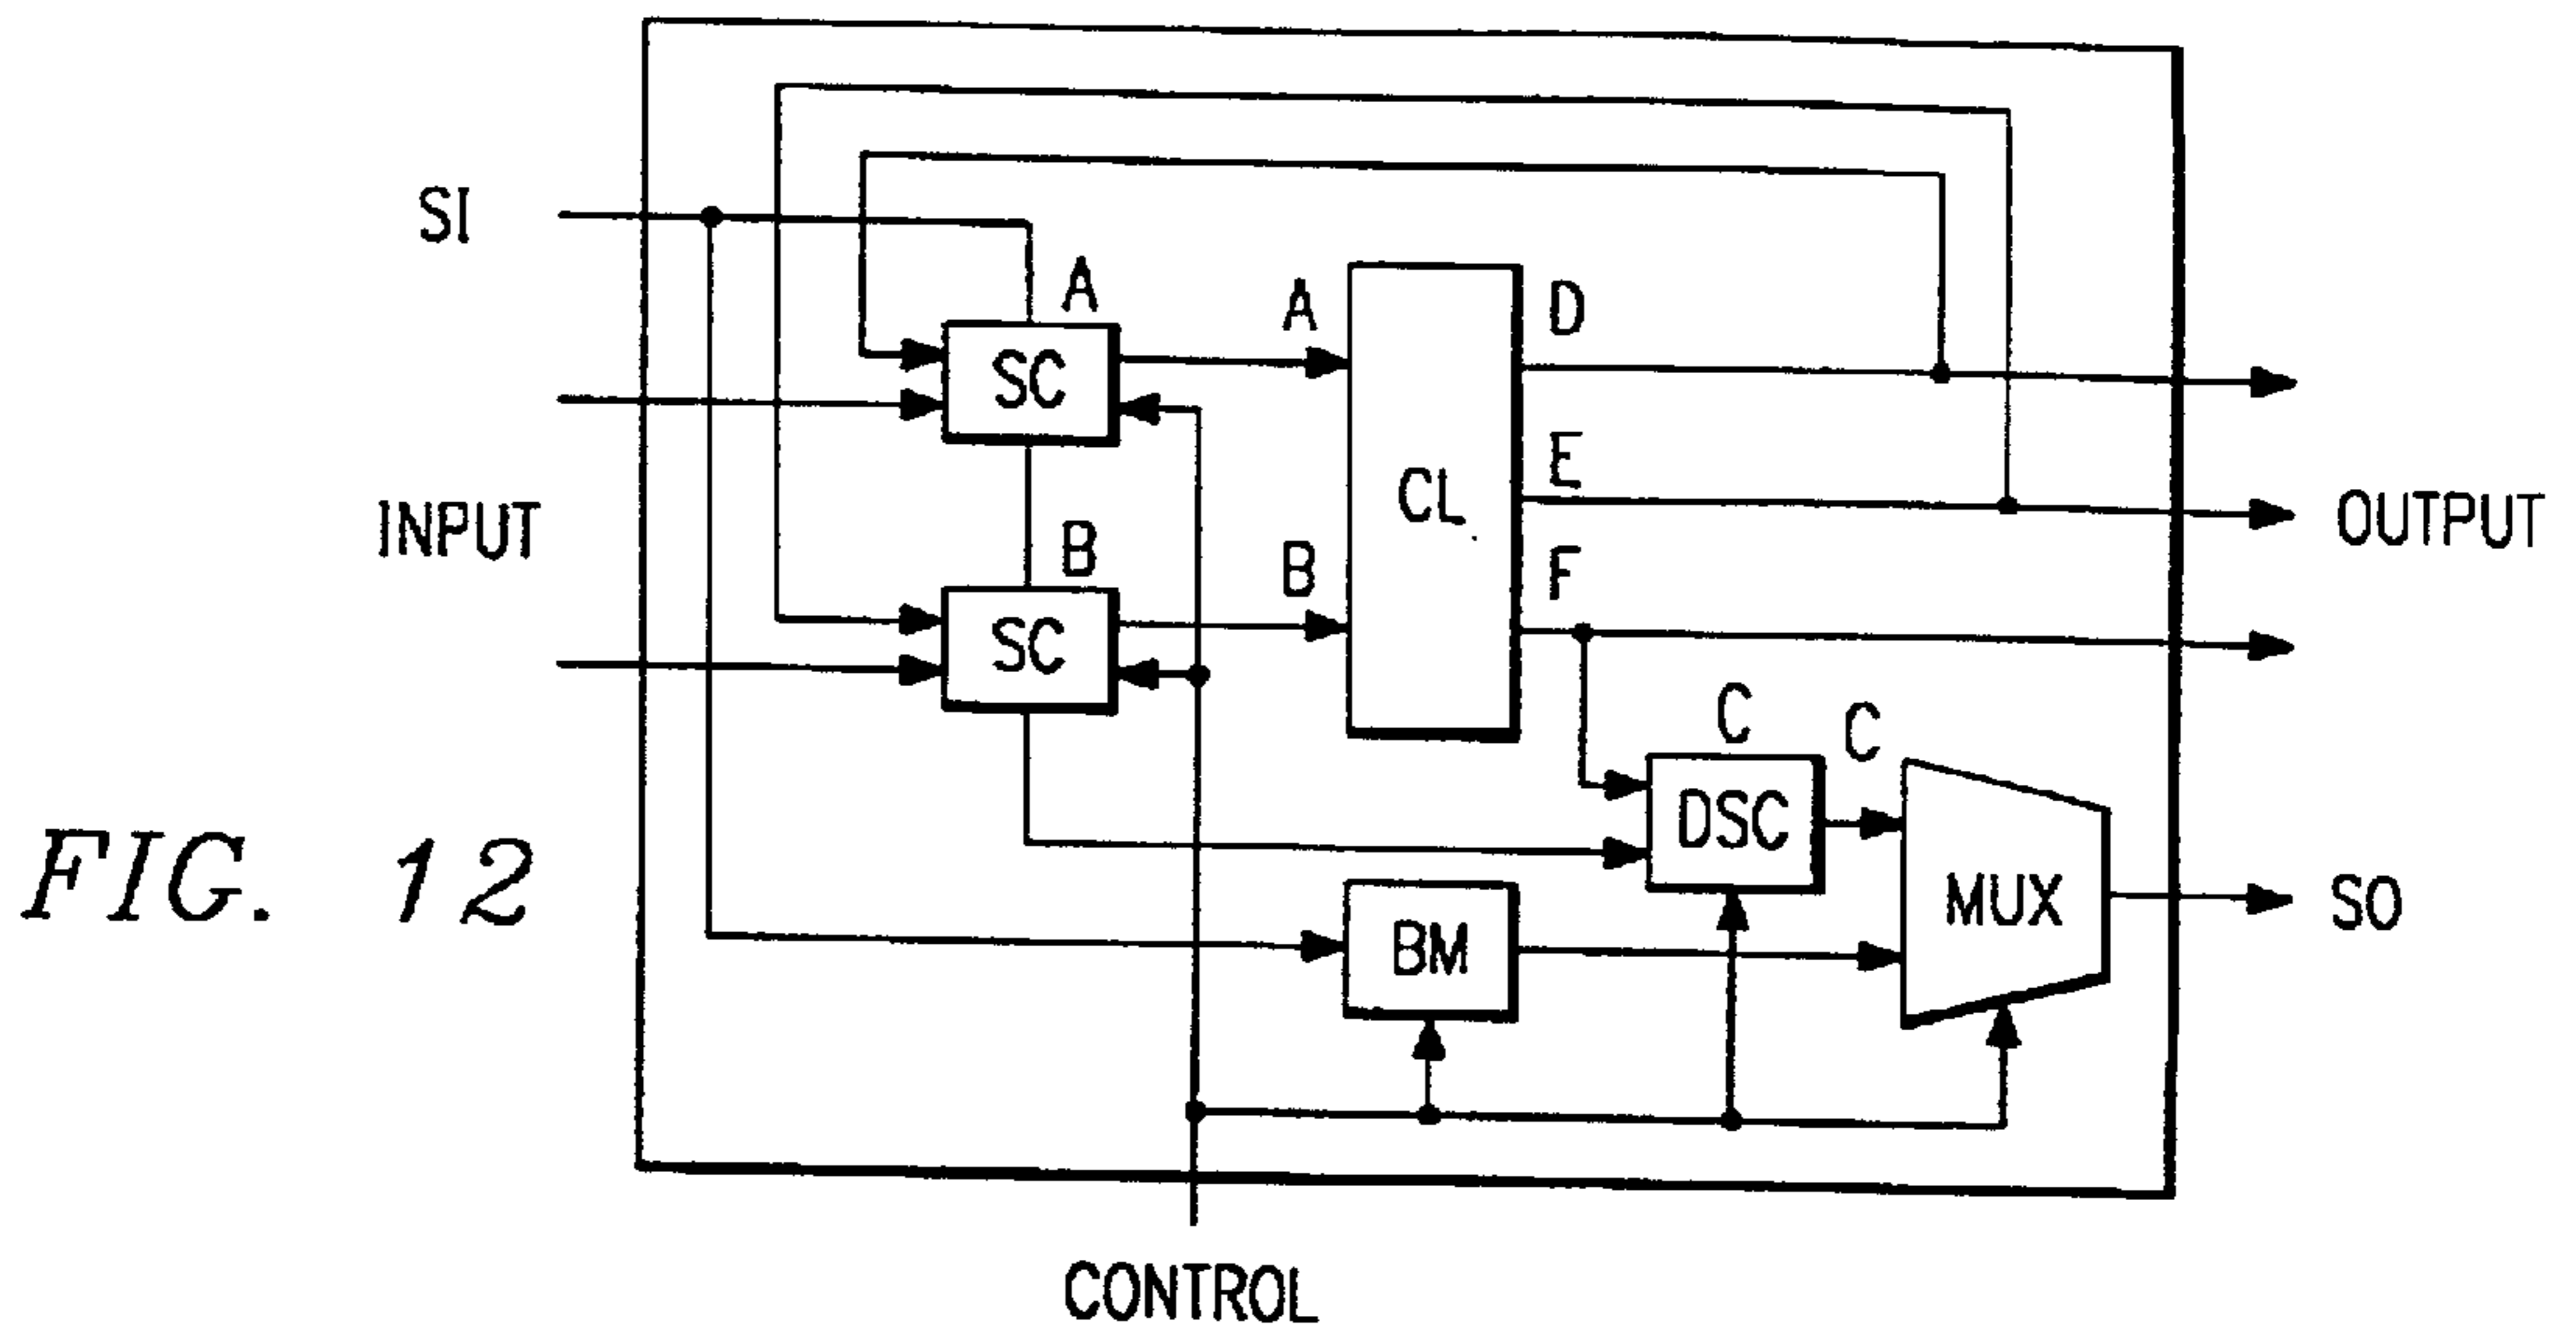 SI
A
A
D
SC
E
CL
INPUT
OUTPUT
B
B
F
SC
C
C
DSC
FIG. 12
MUX
SO
BM
CONTROL